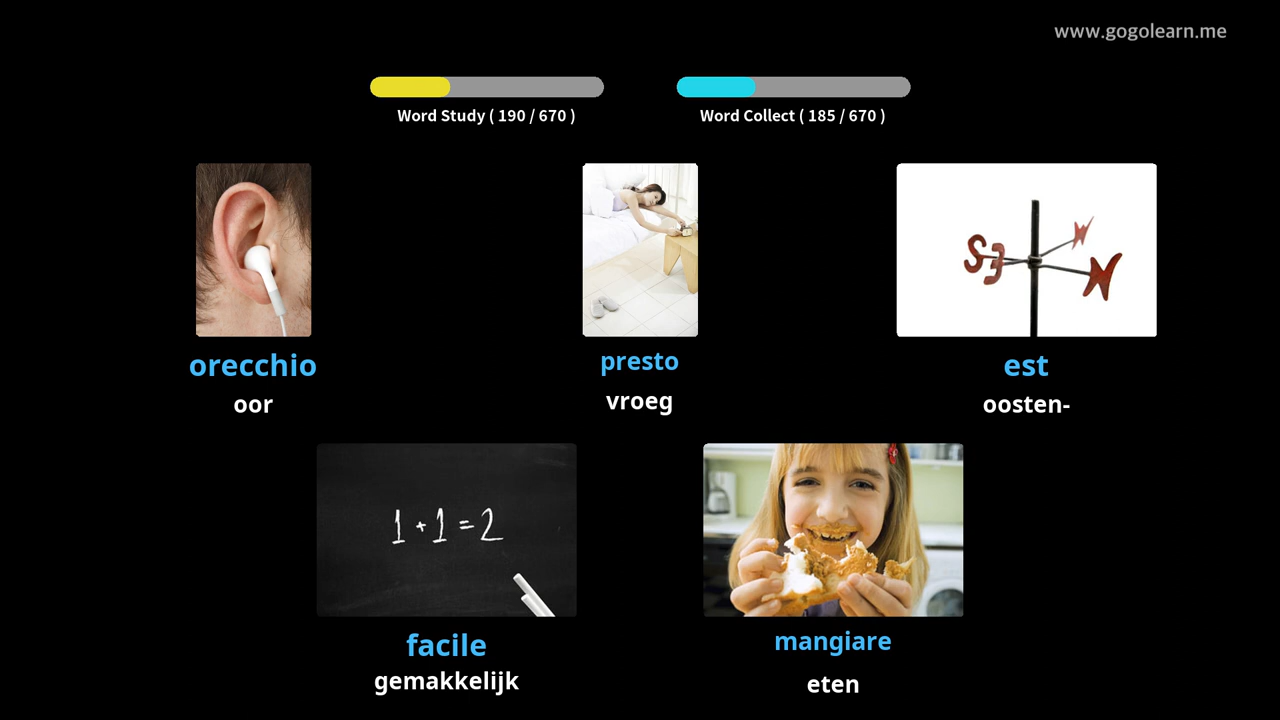 www.gogolearn.me
Word Study ( 190 / 670 )
Word Collect ( 185 / 670 )
S E N W
orecchio
presto
est
oor
vroeg
oosten-
1 + 1 = 2
facile
mangiare
gemakkelijk
eten